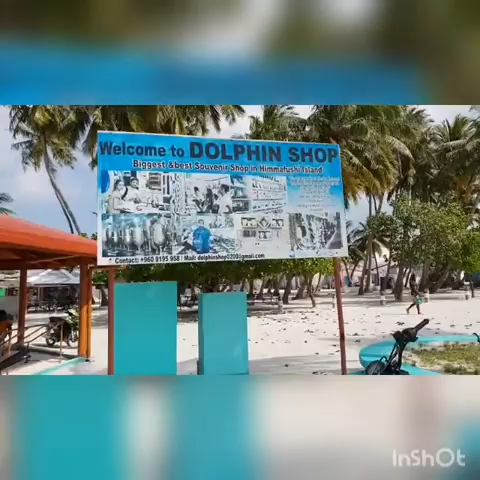 Welcome to DOLPHIN SHOP
Biggest &best Souvenir Shop in Himmafushi Island
Contact: +960 9195 958 \ Mail: dolphinshop0209@gmail.com
InShOt